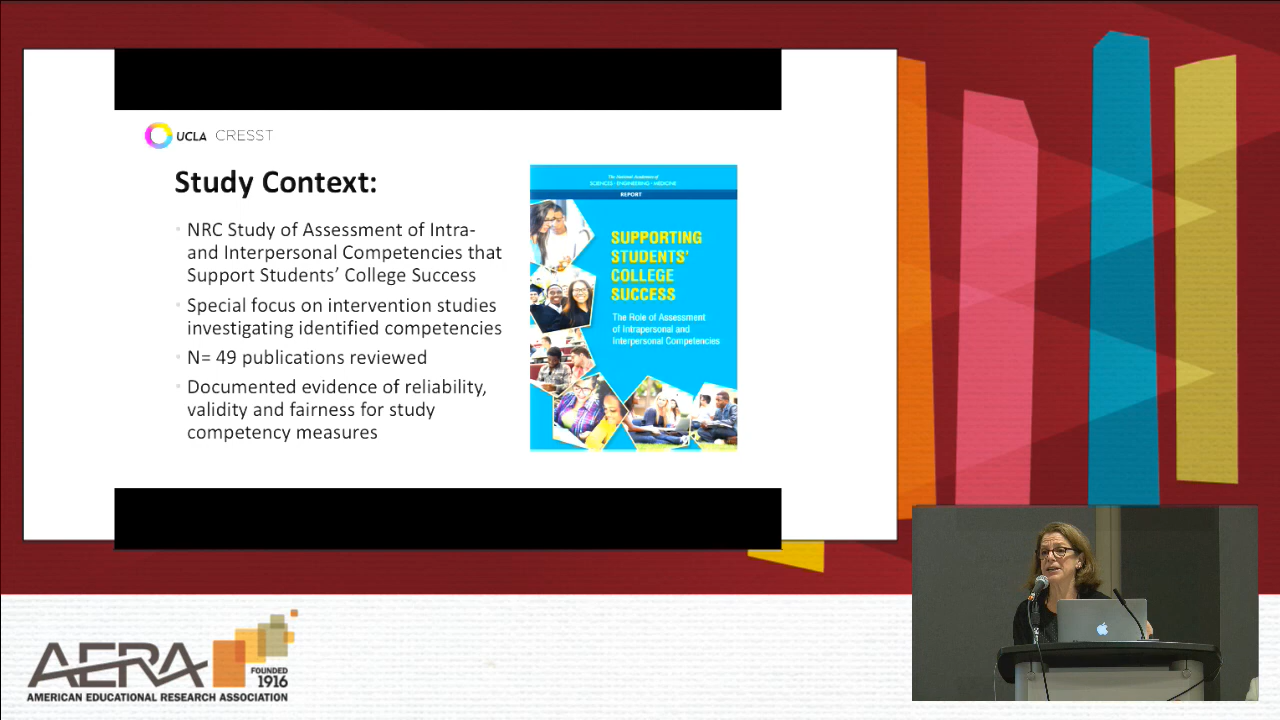 UCLA CRESST
Study Context:
NRC Study of Assessment of Intra-
and Interpersonal Competencies that
Support Students' College Success
Special focus on intervention studies
investigating identified competencies
N= 49 publications reviewed
Documented evidence of reliability,
validity and fairness for study
competency measures
The National Academies of
SCIENCES · ENGINEERING · MEDICINE
REPORT
SUPPORTING
STUDENTS'
COLLEGE
SUCCESS
The Role of Assessment
of Intrapersonal and
Interpersonal Competencies
AERA
FOUNDED
1916
AMERICAN EDUCATIONAL RESEARCH ASSOCIATION